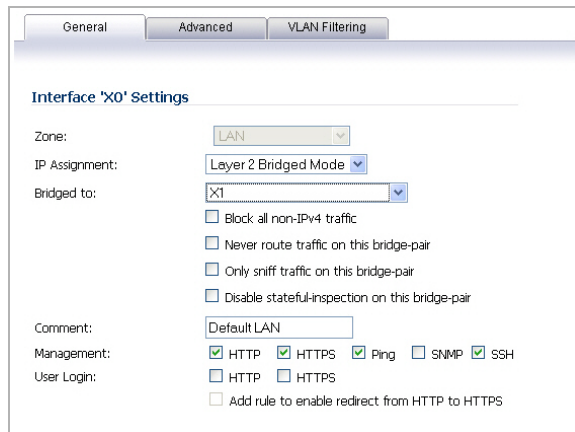 General Advanced VLAN Filtering
Interface 'X0' Settings
Zone: LAN
IP Assignment: Layer 2 Bridged Mode
Bridged to: X1
Block all non-IPv4 traffic
Never route traffic on this bridge-pair
Only sniff traffic on this bridge-pair
Disable stateful-inspection on this bridge-pair
Comment: Default LAN
Management: HTTP HTTPS Ping SNMP SSH
User Login: HTTP HTTPS
Add rule to enable redirect from HTTP to HTTPS